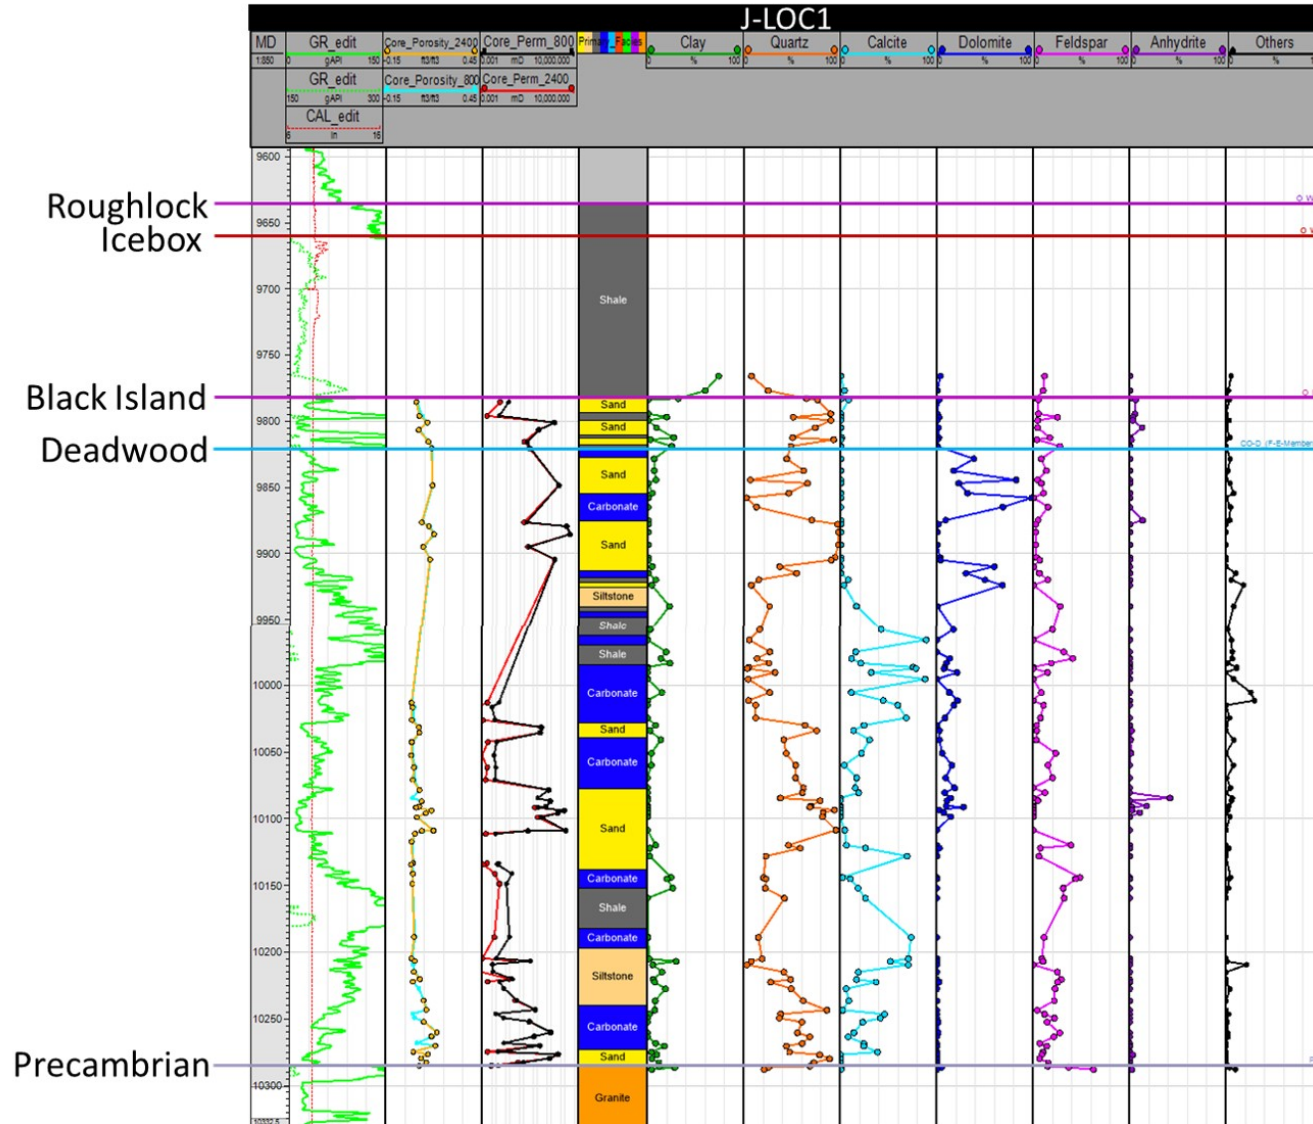 J-LOC1
MD GR_edit Core_Porosity_2400 Core_Perm_800 Primary_Facies Clay Quartz Calcite Dolomite Feldspar Anhydrite Others
1:850 0 gAPI 150 -0.15 ft3/ft3 0.45 0.001 mD 10,000.000 0 % 100 0 % 100 0 % 100 0 % 100 0 % 100 0 % 100 0 %
GR_edit Core_Porosity_800 Core_Perm_2400
150 gAPI 300 -0.15 ft3/ft3 0.45 0.001 mD 10,000.000
CAL_edit
6 in 16
9600
Roughlock
9650
Icebox
9700
Shale
9750
Black Island
Sand
9800
Sand
Deadwood
CO-D (F-E-Member
Sand
9850
Carbonate
9900
Sand
Siltstone
9950
Shale
Shale
10000
Carbonate
Sand
10050
Carbonate
10100
Sand
10150
Carbonate
Shale
Carbonate
10200
Siltstone
10250
Carbonate
Sand
Precambrian
10300
Granite